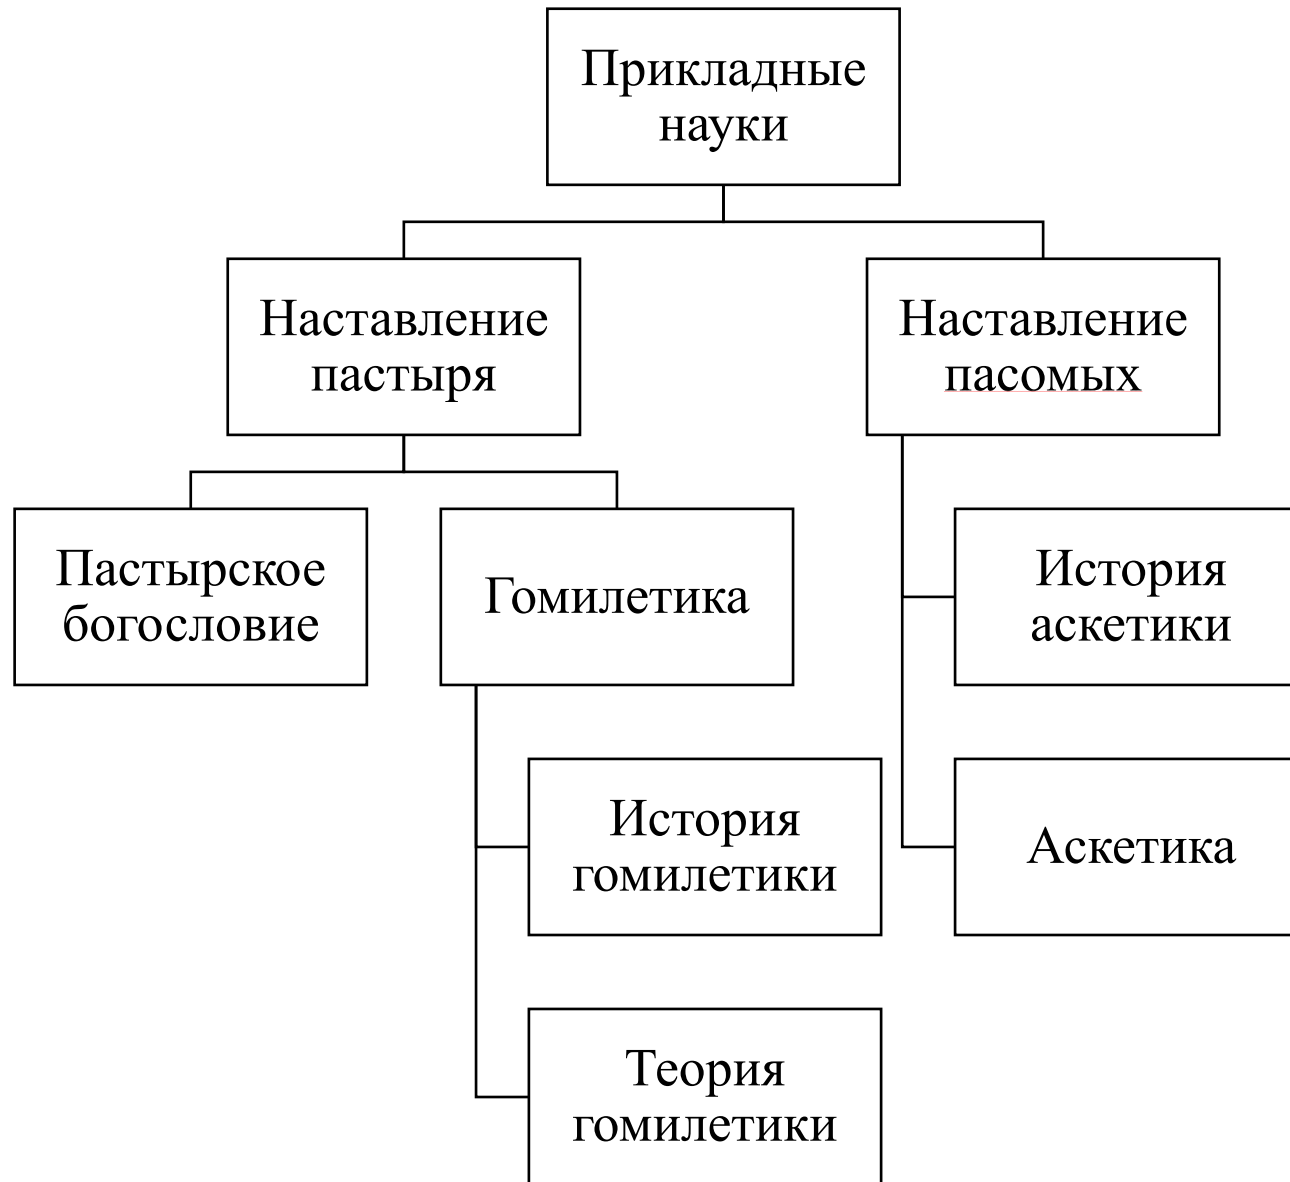 Прикладные
науки
Наставление
пастыря
Наставление
пасомых
Пастырское
богословие
Гомилетика
История
аскетики
История
гомилетики
Аскетика
Теория
гомилетики